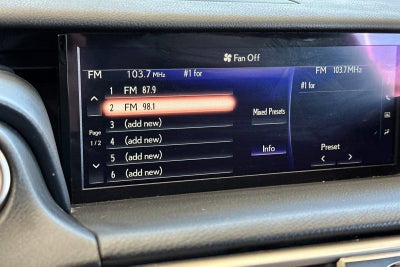 Fan Off
FM 103.7 MHz #1 for
FM 103.7 MHz
#1 for
1 FM 87.9
2 FM 98.1
3 (add new)
4 (add new)
5 (add new)
6 (add new)
Page
1/2
Mixed Presets
Info
Preset